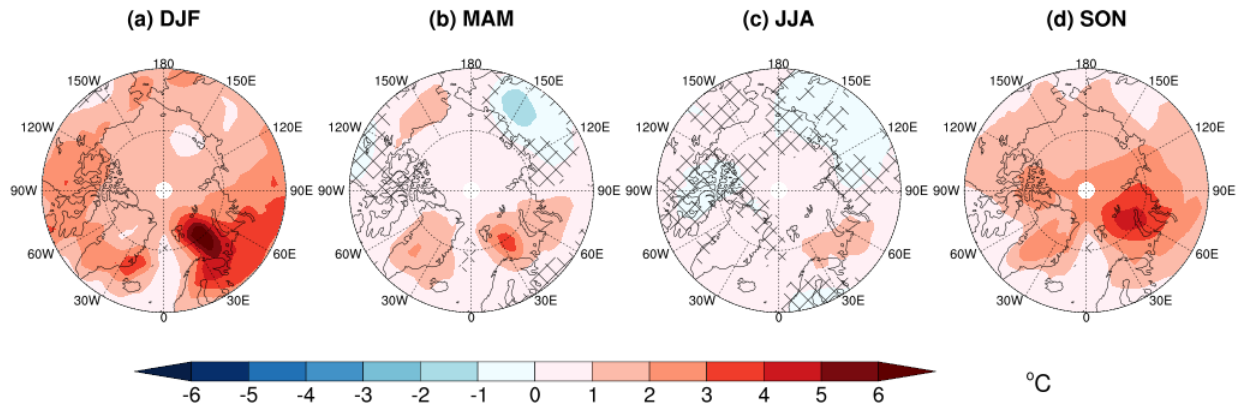 (a) DJF (b) MAM (c) JJA (d) SON
180 180 180 180
150W 150E 150W 150E 150W 150E 150W 150E
120W 120E 120W 120E 120W 120E 120W 120E
90W 90E 90W 90E 90W 90E 90W 90E
60W 60E 60W 60E 60W 60E 60W 60E
30W 30E 30W 30E 30W 30E 30W 30E
0 0 0 0
-6 -5 -4 -3 -2 -1 0 1 2 3 4 5 6 °C